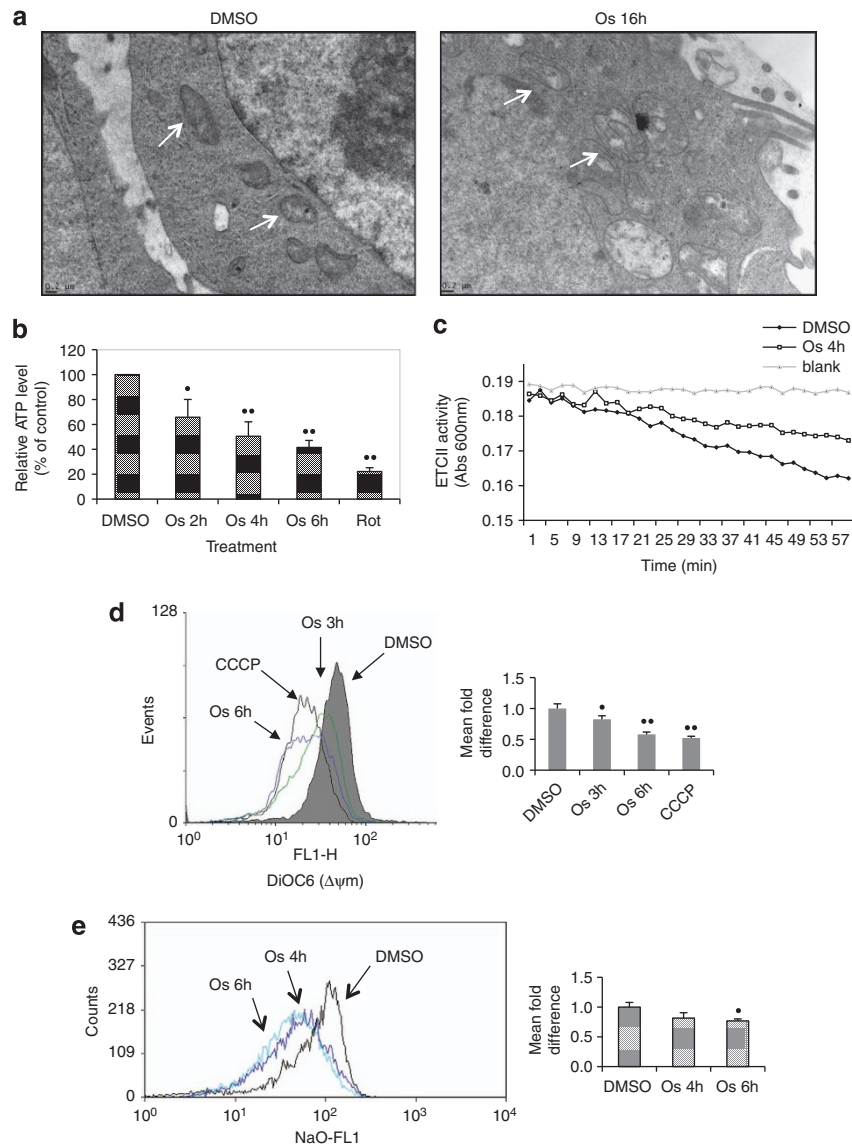 a
DMSO
Os 16h
0.2 µm
0.2 µm
b
120
100
80
60
40
20
0
Relative ATP level
(% of control)
DMSO Os 2h Os 4h Os 6h Rot
Treatment
c
DMSO
Os 4h
blank
0.19
0.18
0.17
0.16
0.15
ETCII activity
(Abs 600nm)
1 5 9 13 17 21 25 29 33 37 41 45 49 53 57
Time (min)
d
128
0
Events
Os 3h
DMSO
CCCP
Os 6h
10⁰ 10¹ 10²
FL1-H
DiOC6 (Δψm)
1.5
1.0
0.5
0.0
Mean fold
difference
DMSO Os 3h Os 6h CCCP
e
436
327
218
109
0
Counts
Os 4h
DMSO
Os 6h
10⁰ 10¹ 10² 10³ 10⁴
NaO-FL1
1.5
1.0
0.5
0.0
Mean fold
difference
DMSO Os 4h Os 6h